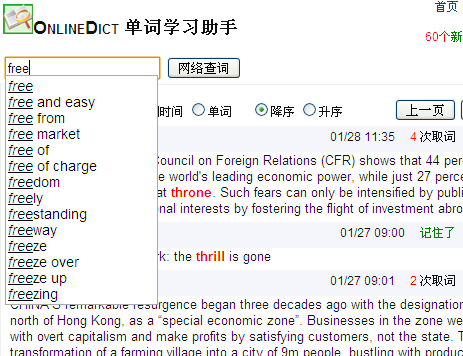 首页
ONLINEDICT 单词学习助手
60个新
free
网络查词
free
free and easy
free from
free market
free of
free of charge
freedom
freely
freestanding
freeway
freeze
freeze over
freeze up
freezing
时间 单词 降序 升序 上一页
01/28 11:35 4 次取词
Council on Foreign Relations (CFR) shows that 44 perc
e world's leading economic power, while just 27 perce
at throne. Such fears can only be intensified by publi
onal interests by fostering the flight of investment abro
01/27 09:00 记住了
rk: the thrill is gone
01/27 09:01 2 次取词
CHINA'S remarkable resurgence began three decades ago with the designation
north of Hong Kong, as a “special economic zone”. Businesses in the zone we
with overt capitalism and make profits by satisfying customers, not the state. T
transformation of a farming village into a city of 9m people, bustling with produc